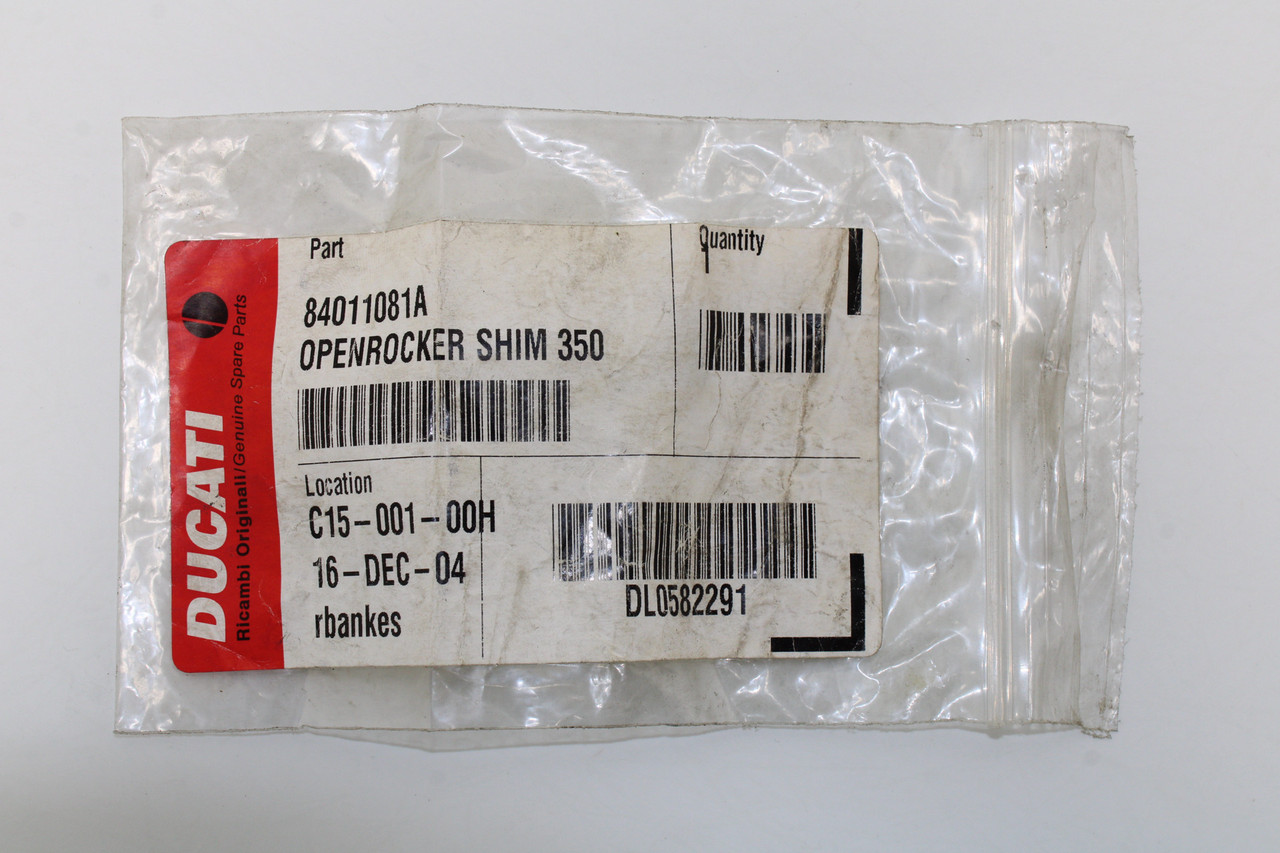 DUCATI
Ricambi Originali/Genuine Spare Parts
Part
84011081A
OPENROCKER SHIM 350
Quantity
1
Location
C15-001-00H
16-DEC-04
rbankes
DL0582291